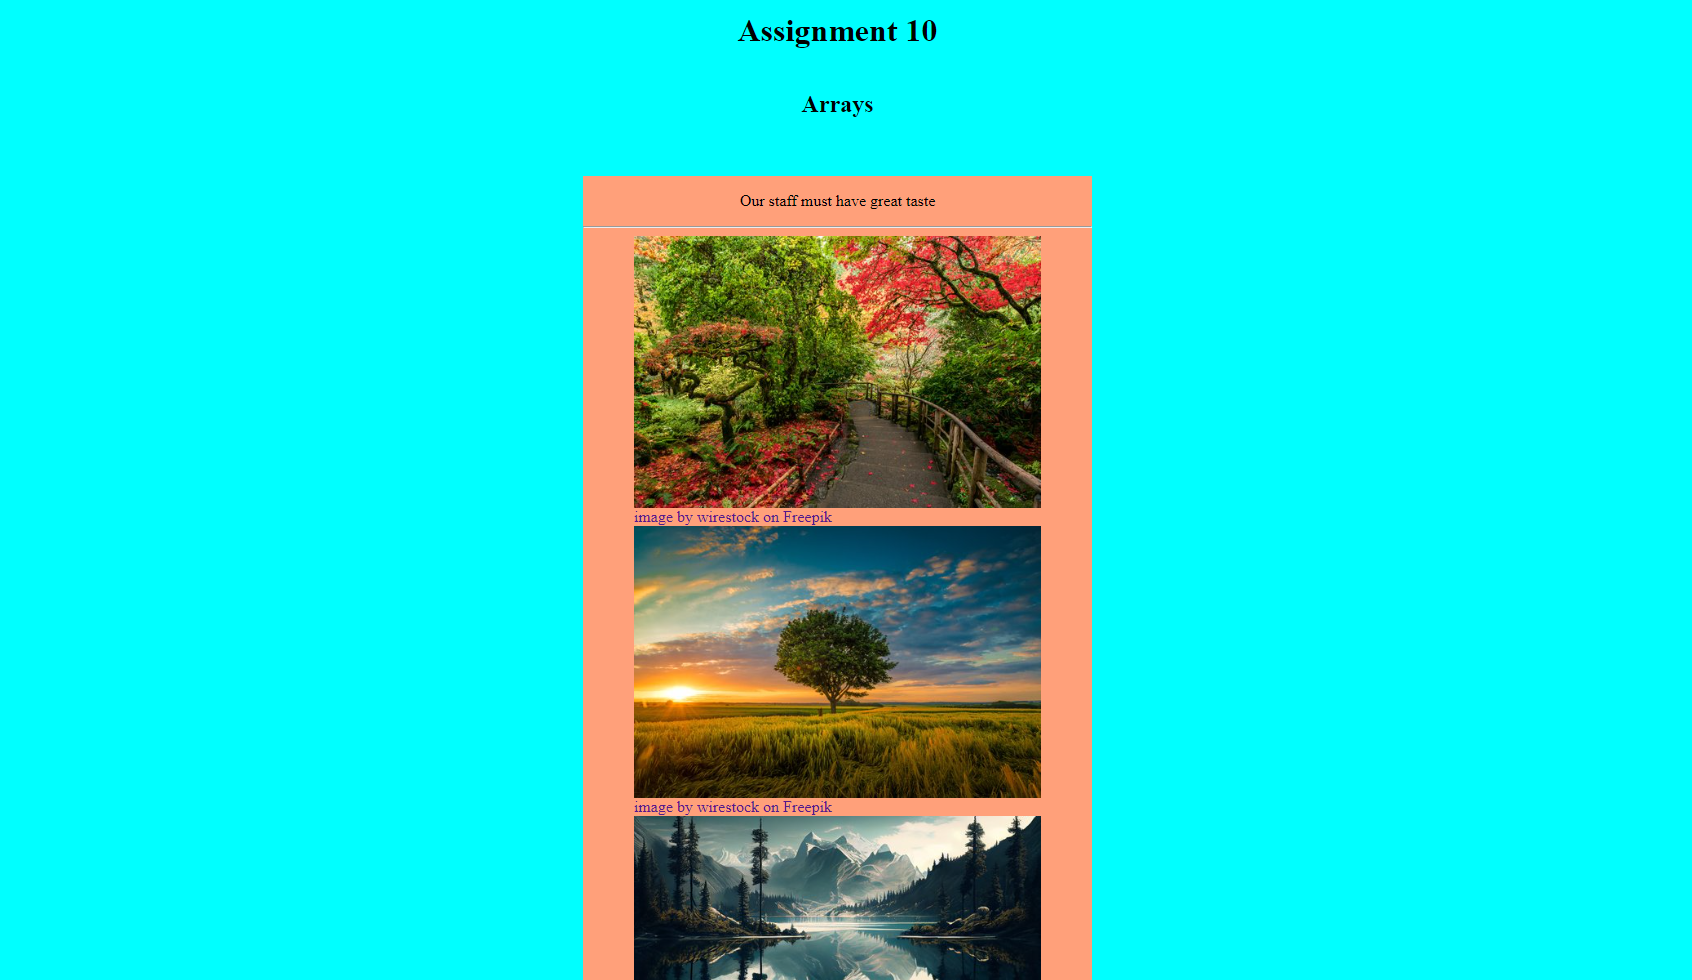 Assignment 10
Arrays
Our staff must have great taste
image by wirestock on Freepik
image by wirestock on Freepik